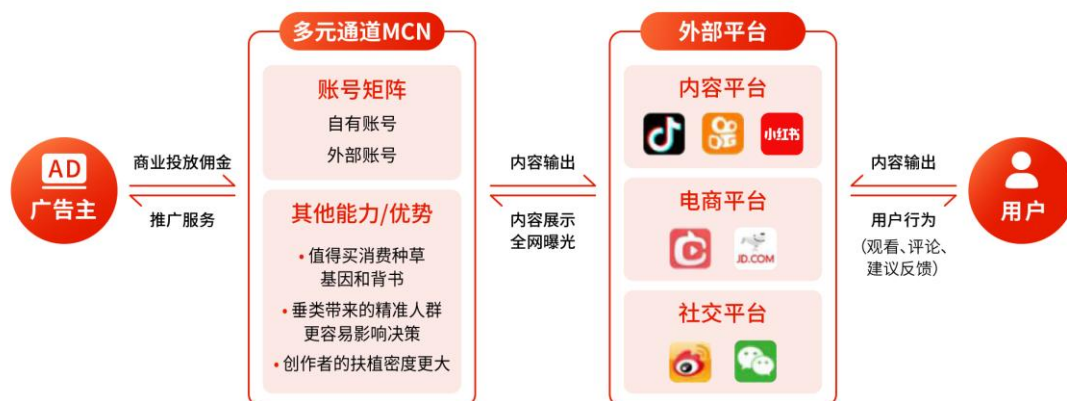 AD
广告主
商业投放佣金
推广服务
多元通道MCN
账号矩阵
自有账号
外部账号
其他能力/优势
• 值得买消费种草
基因和背书
• 垂类带来的精准人群
更容易影响决策
• 创作者的扶植密度更大
内容输出
内容展示
全网曝光
外部平台
内容平台
小红书
电商平台
JD.COM
社交平台
内容输出
用户行为
(观看、评论、
建议反馈)
用户